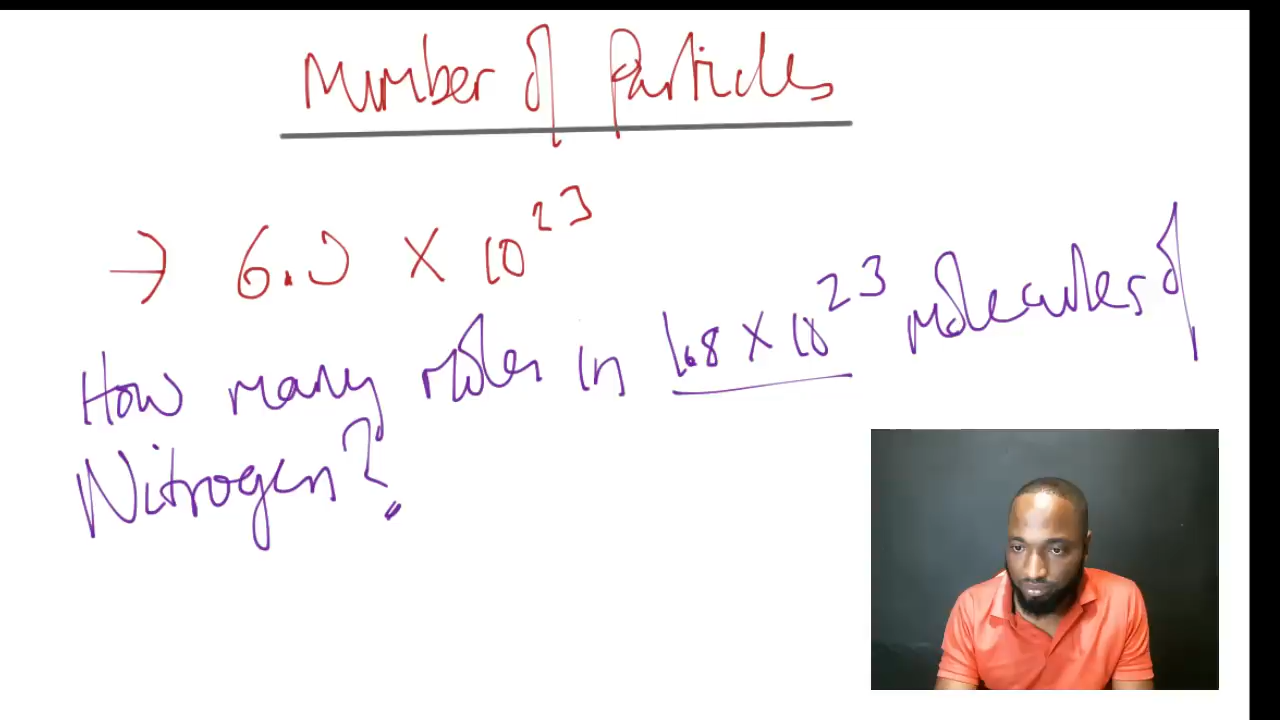 Number of Particles
→ 6.0 × 10²³
How many moles in 1.8 × 10²³ molecules of
Nitrogen?